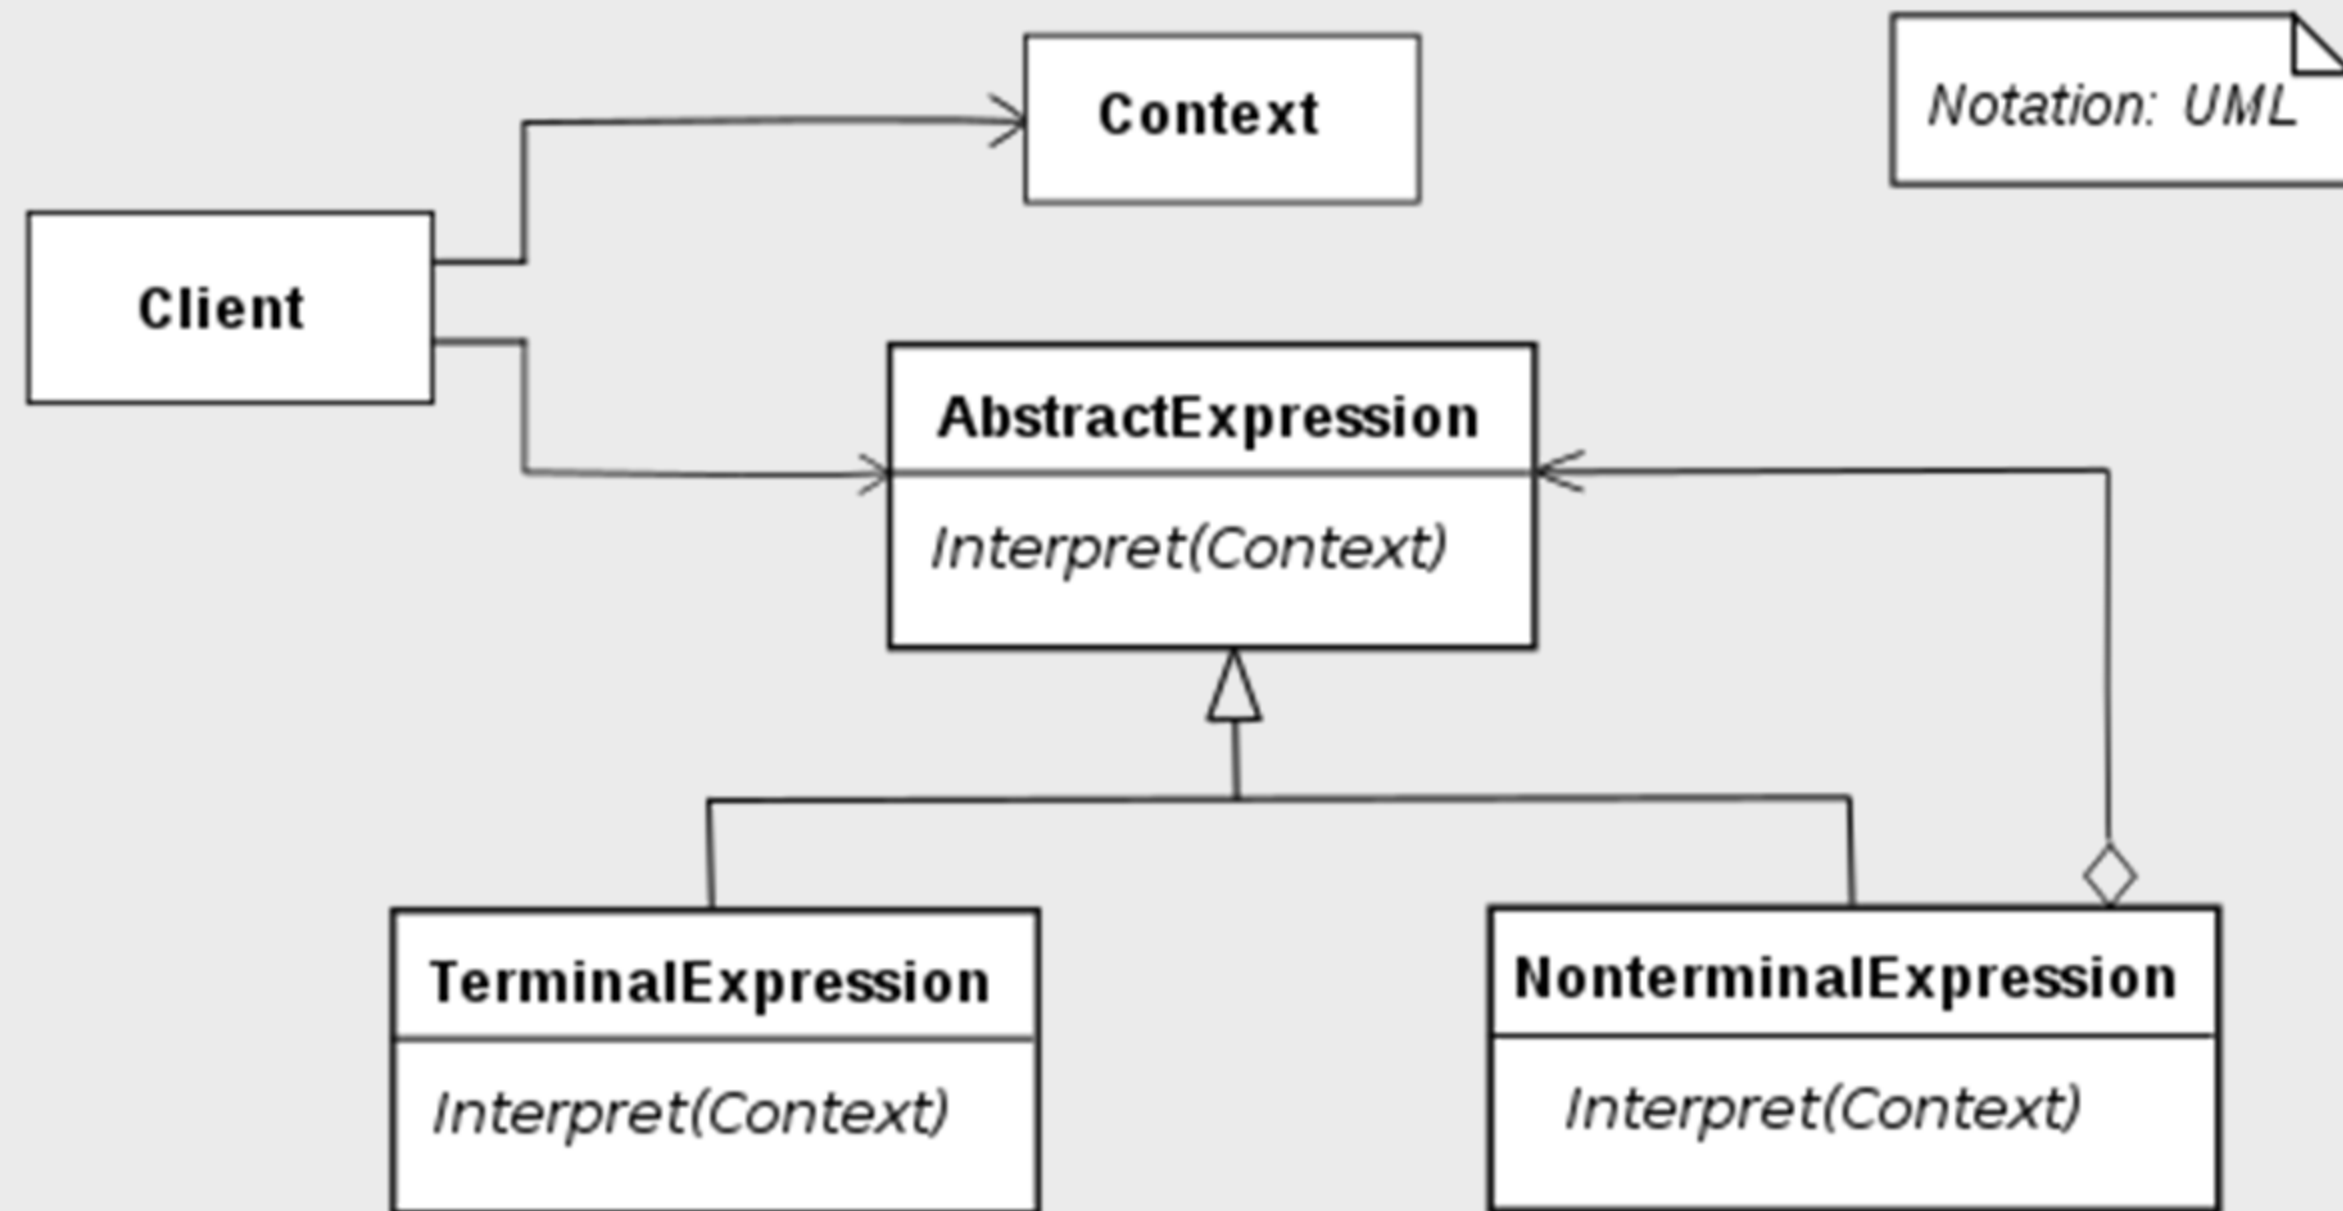 Context
Notation: UML
Client
AbstractExpression
Interpret(Context)
TerminalExpression
Interpret(Context)
NonterminalExpression
Interpret(Context)